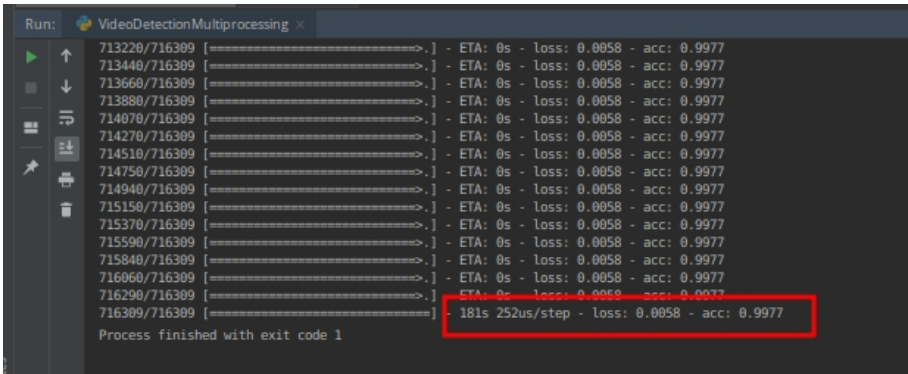 Run: VideoDetectionMultiprocessing ×
713220/716309 [==============================>.] - ETA: 0s - loss: 0.0058 - acc: 0.9977
713440/716309 [==============================>.] - ETA: 0s - loss: 0.0058 - acc: 0.9977
713660/716309 [==============================>.] - ETA: 0s - loss: 0.0058 - acc: 0.9977
713880/716309 [==============================>.] - ETA: 0s - loss: 0.0058 - acc: 0.9977
714070/716309 [==============================>.] - ETA: 0s - loss: 0.0058 - acc: 0.9977
714270/716309 [==============================>.] - ETA: 0s - loss: 0.0058 - acc: 0.9977
714510/716309 [==============================>.] - ETA: 0s - loss: 0.0058 - acc: 0.9977
714750/716309 [==============================>.] - ETA: 0s - loss: 0.0058 - acc: 0.9977
714940/716309 [==============================>.] - ETA: 0s - loss: 0.0058 - acc: 0.9977
715150/716309 [==============================>.] - ETA: 0s - loss: 0.0058 - acc: 0.9977
715370/716309 [==============================>.] - ETA: 0s - loss: 0.0058 - acc: 0.9977
715590/716309 [==============================>.] - ETA: 0s - loss: 0.0058 - acc: 0.9977
715840/716309 [==============================>.] - ETA: 0s - loss: 0.0058 - acc: 0.9977
716060/716309 [==============================>.] - ETA: 0s - loss: 0.0058 - acc: 0.9977
716290/716309 [==============================>.] - ETA: 0s - loss: 0.0058 - acc: 0.9977
716309/716309 [================================] - 181s 252us/step - loss: 0.0058 - acc: 0.9977
Process finished with exit code 1